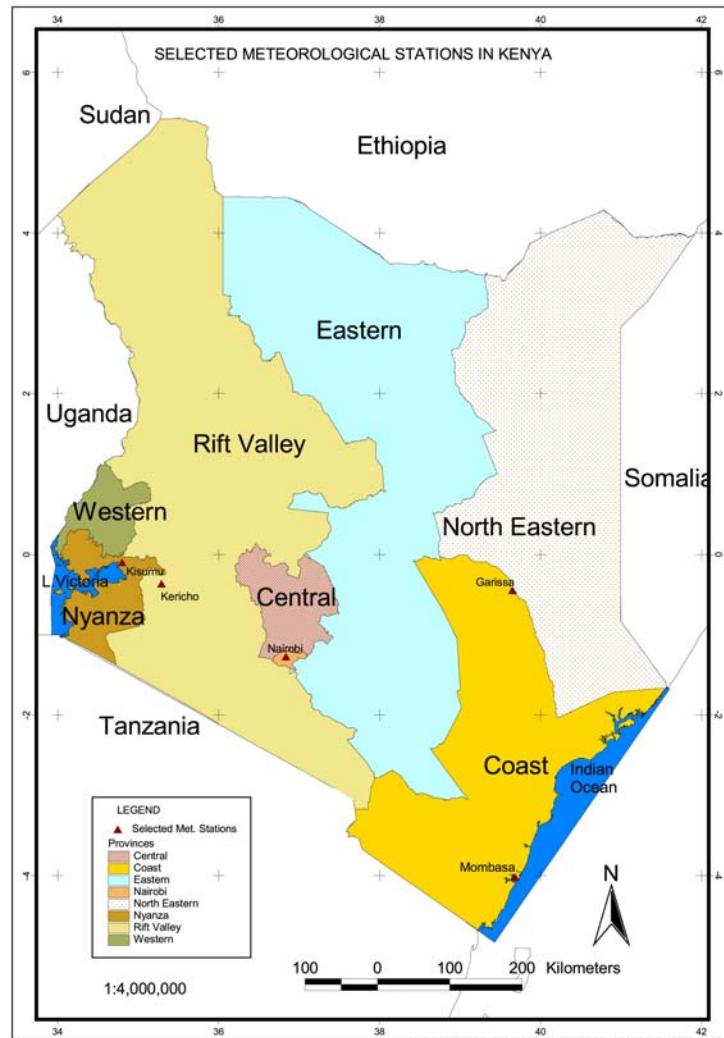 34 36 38 40 42
SELECTED METEOROLOGICAL STATIONS IN KENYA
6 6
Sudan
Ethiopia
4 4
Eastern
2 2
Uganda
Rift Valley
Somalia
Western
North Eastern
0 0
Kisumu
L.Victoria
Garissa
Kericho
Nyanza
Central
Nairobi
-2 -2
Tanzania
Coast
Indian
Ocean
LEGEND
Selected Met. Stations
Provinces
Central
Coast
Eastern
Nairobi
North Eastern
Nyanza
Rift Valley
Western
Mombasa
-4 -4
N
100 0 100 200 Kilometers
1:4,000,000
34 36 38 40 42